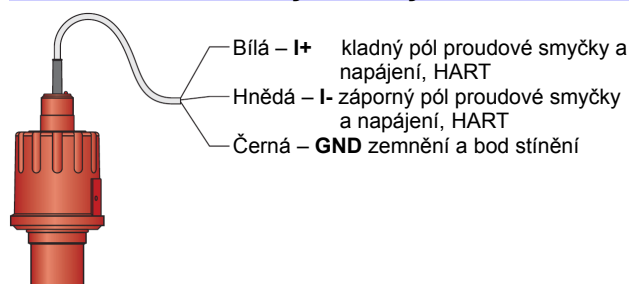 Bílá – I+ kladný pól proudové smyčky a
napájení, HART
Hnědá – I- záporný pól proudové smyčky
a napájení, HART
Černá – GND zemnění a bod stínění